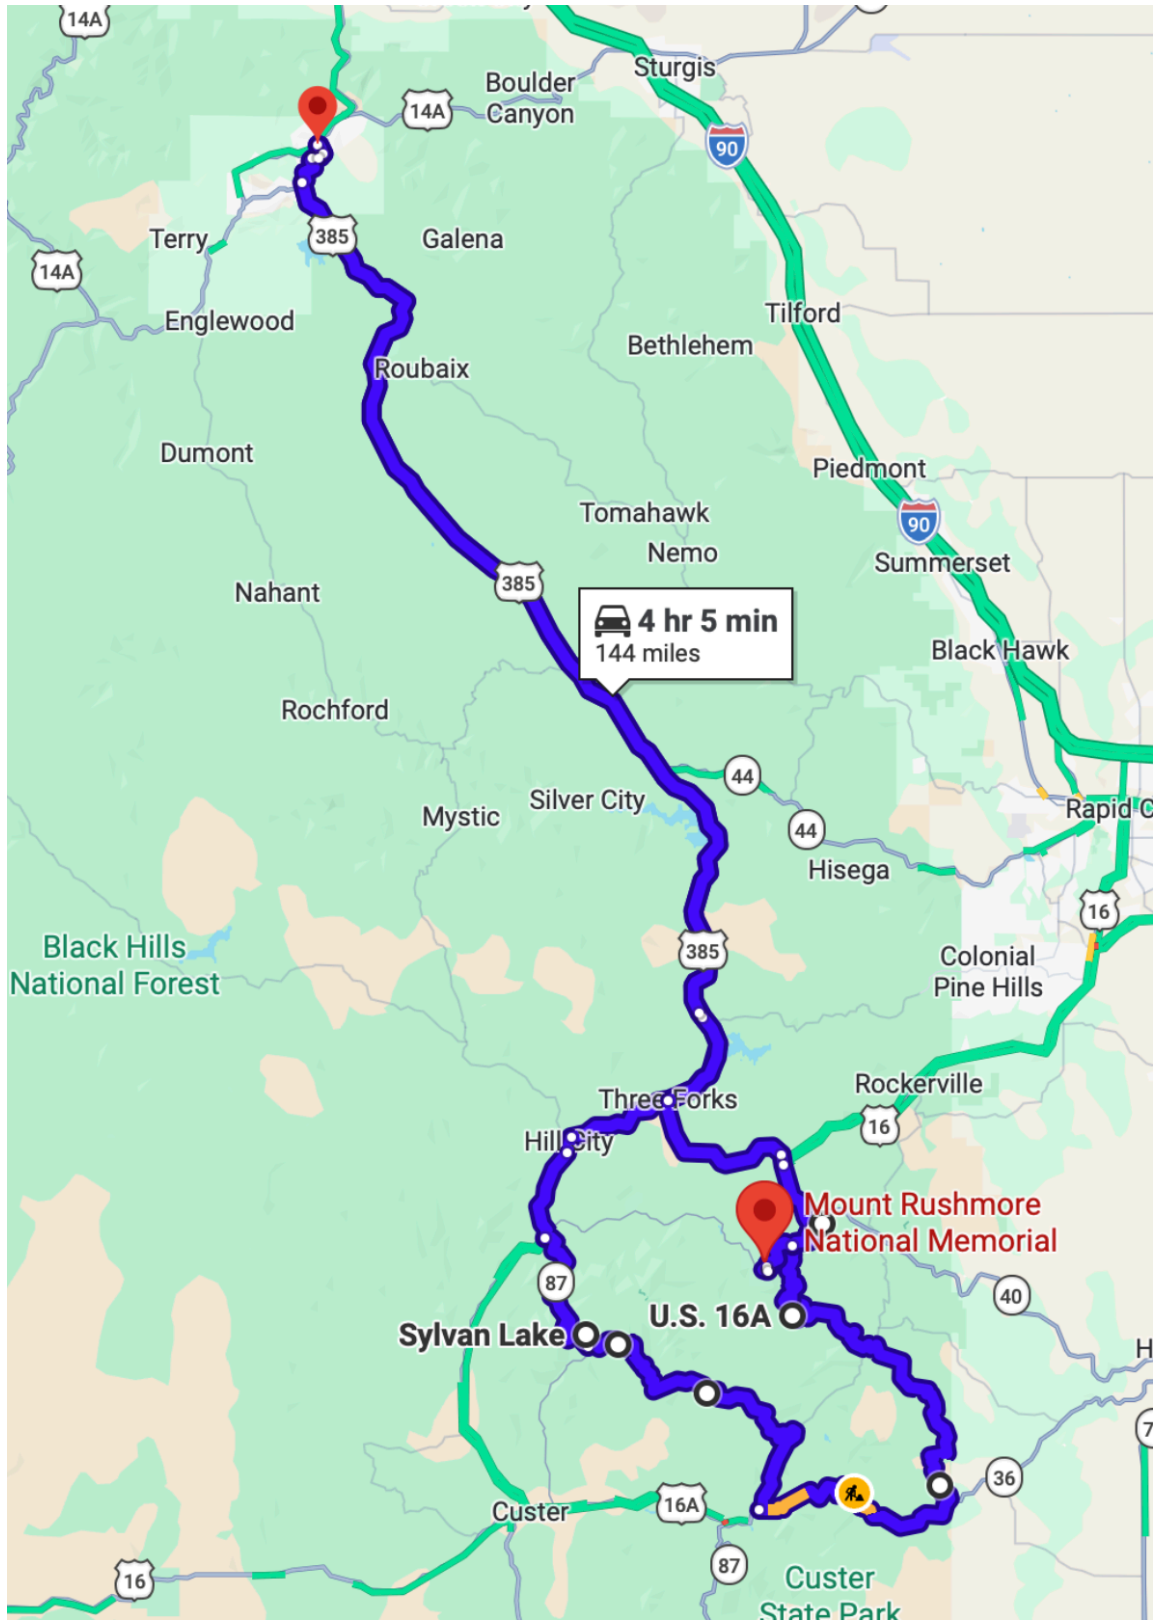 14A
Sturgis
Boulder
Canyon
14A
90
385
Terry
Galena
14A
Tilford
Englewood
Bethlehem
Roubaix
Dumont
Piedmont
Tomahawk
90
Nemo
Summerset
385
Nahant
4 hr 5 min
144 miles
Black Hawk
Rochford
44
Silver City
Rapid C
Mystic
44
Hisega
16
Black Hills
National Forest
385
Colonial
Pine Hills
Rockerville
Three Forks
16
Hill City
Mount Rushmore
National Memorial
87
40
U.S. 16A
Sylvan Lake
H
7
36
Custer
16A
87
16
Custer
State Park